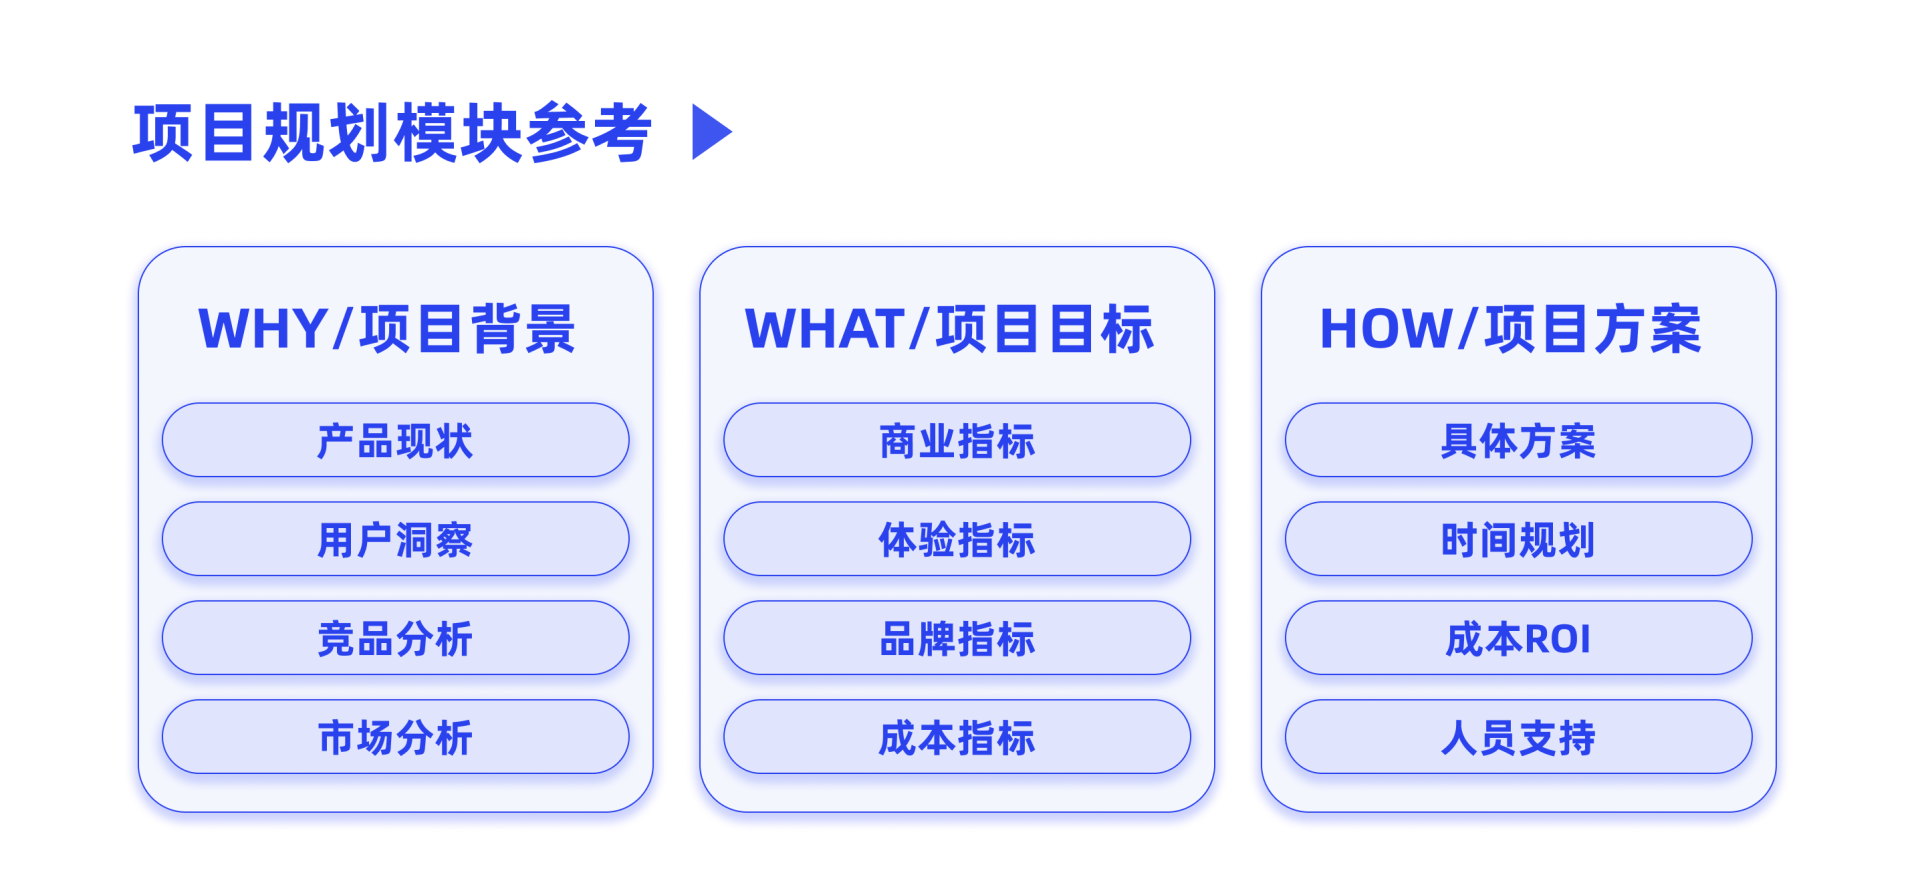 项目规划模块参考
WHY/项目背景
产品现状
用户洞察
竞品分析
市场分析
WHAT/项目目标
商业指标
体验指标
品牌指标
成本指标
HOW/项目方案
具体方案
时间规划
成本ROI
人员支持